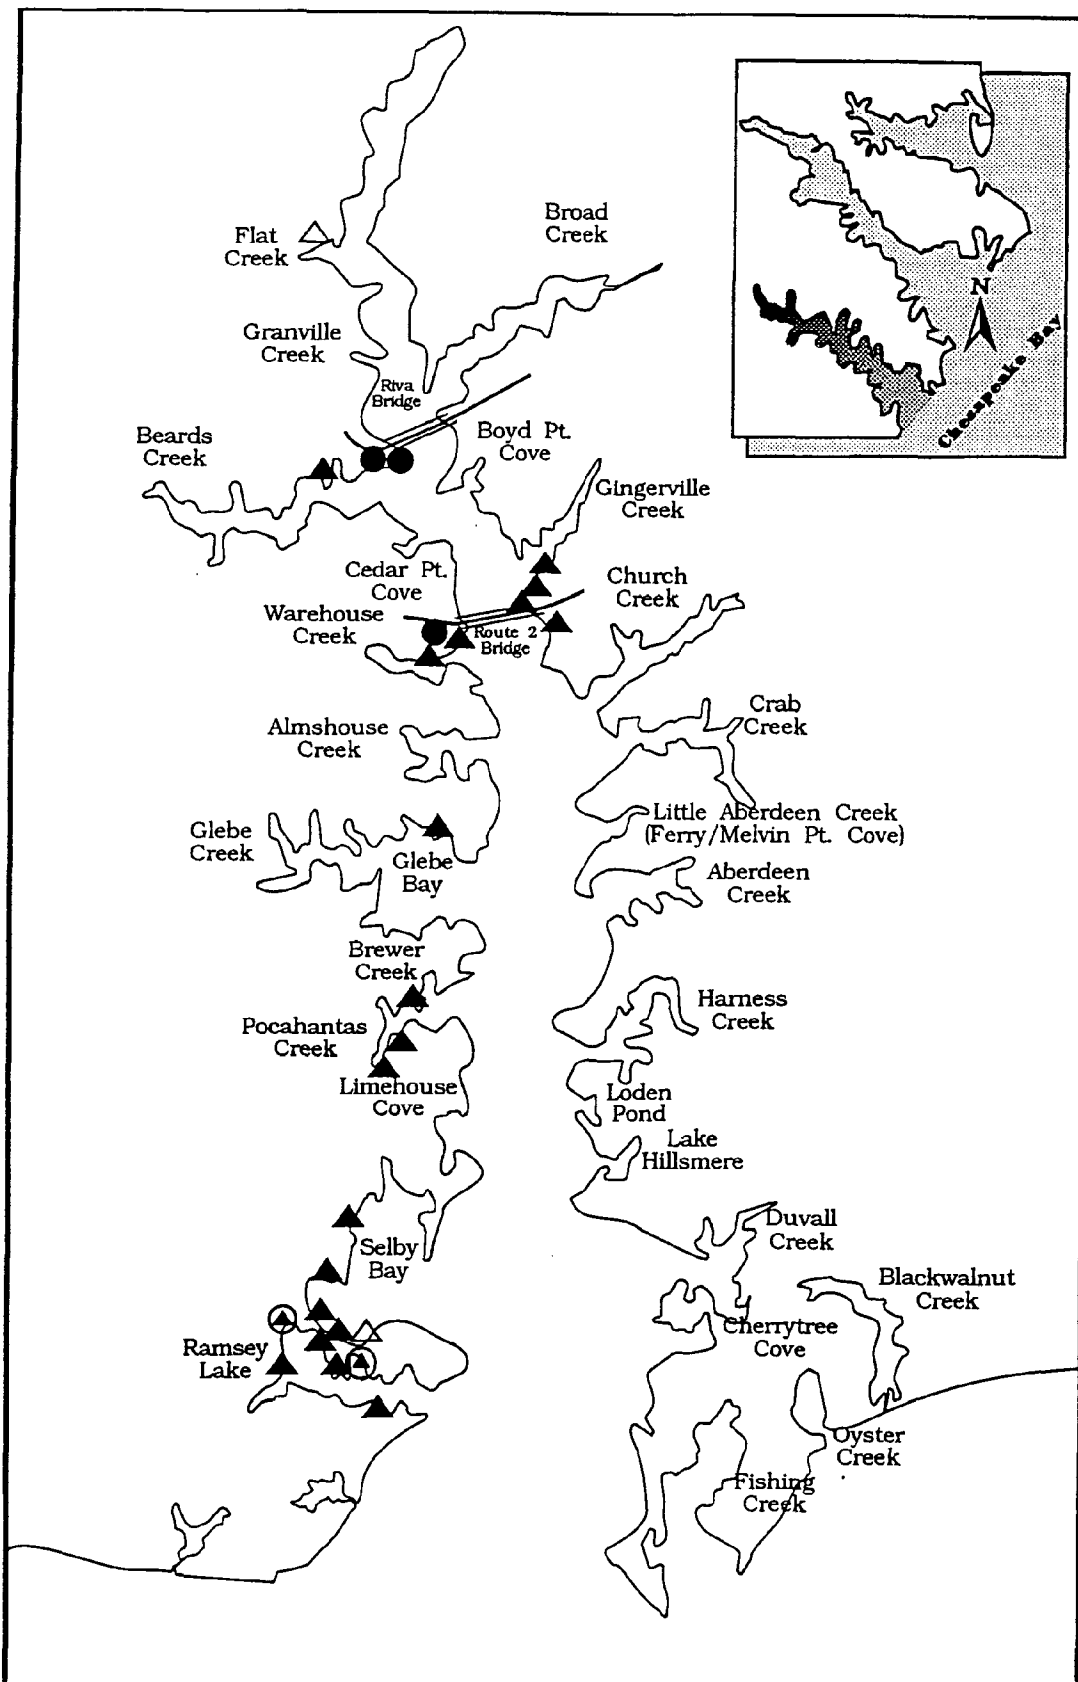 Broad
Creek
Flat
Creek
N
Chesapeake Bay
Granville
Creek
Riva
Bridge
Beards
Creek
Boyd Pt.
Cove
Gingerville
Creek
Cedar Pt.
Cove
Church
Creek
Warehouse
Creek
Route 2
Bridge
Crab
Creek
Almshouse
Creek
Little Aberdeen Creek
(Ferry/Melvin Pt. Cove)
Glebe
Creek
Glebe
Bay
Aberdeen
Creek
Brewer
Creek
Harness
Creek
Pocahantas
Creek
Limehouse
Cove
Loden
Pond
Lake
Hillsmere
Duvall
Creek
Selby
Bay
Blackwalnut
Creek
Cherrytree
Cove
Ramsey
Lake
Oyster
Creek
Fishing
Creek